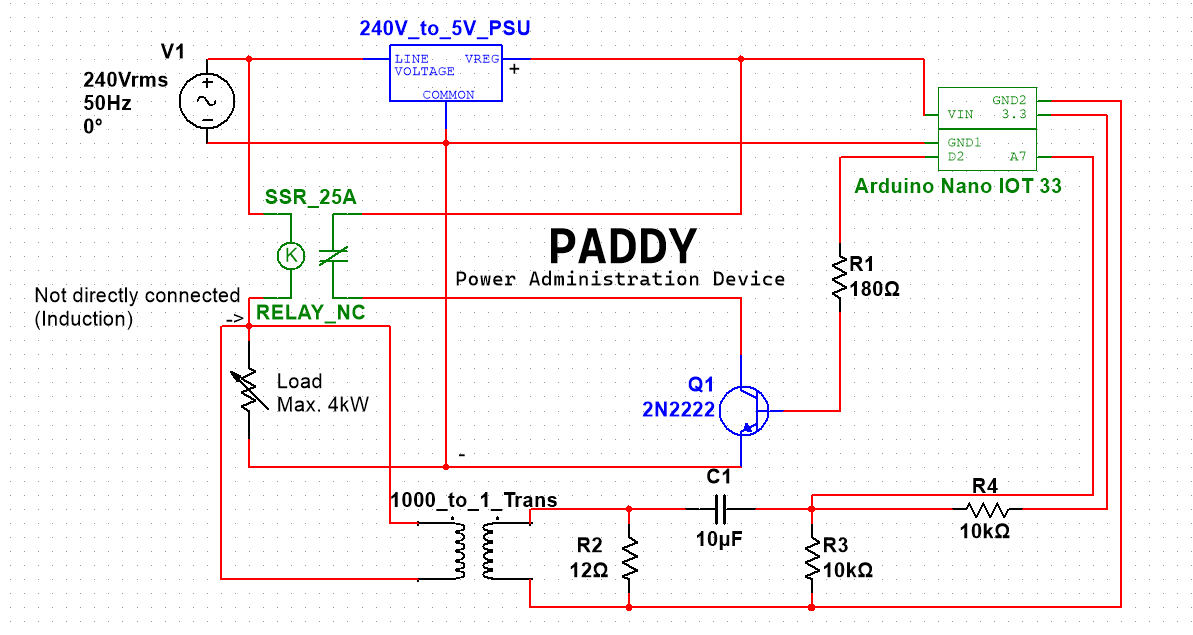 240V_to_5V_PSU
V1
LINE VREG
VOLTAGE
+
COMMON
240Vrms
50Hz
0°
+
−
GND2
VIN 3.3
GND1
D2 A7
Arduino Nano IOT 33
SSR_25A
K
PADDY
Power Administration Device
R1
180Ω
Not directly connected
(Induction)
->
RELAY_NC
Load
Max. 4kW
Q1
2N2222
-
C1
10µF
1000_to_1_Trans
R4
10kΩ
R2
12Ω
R3
10kΩ